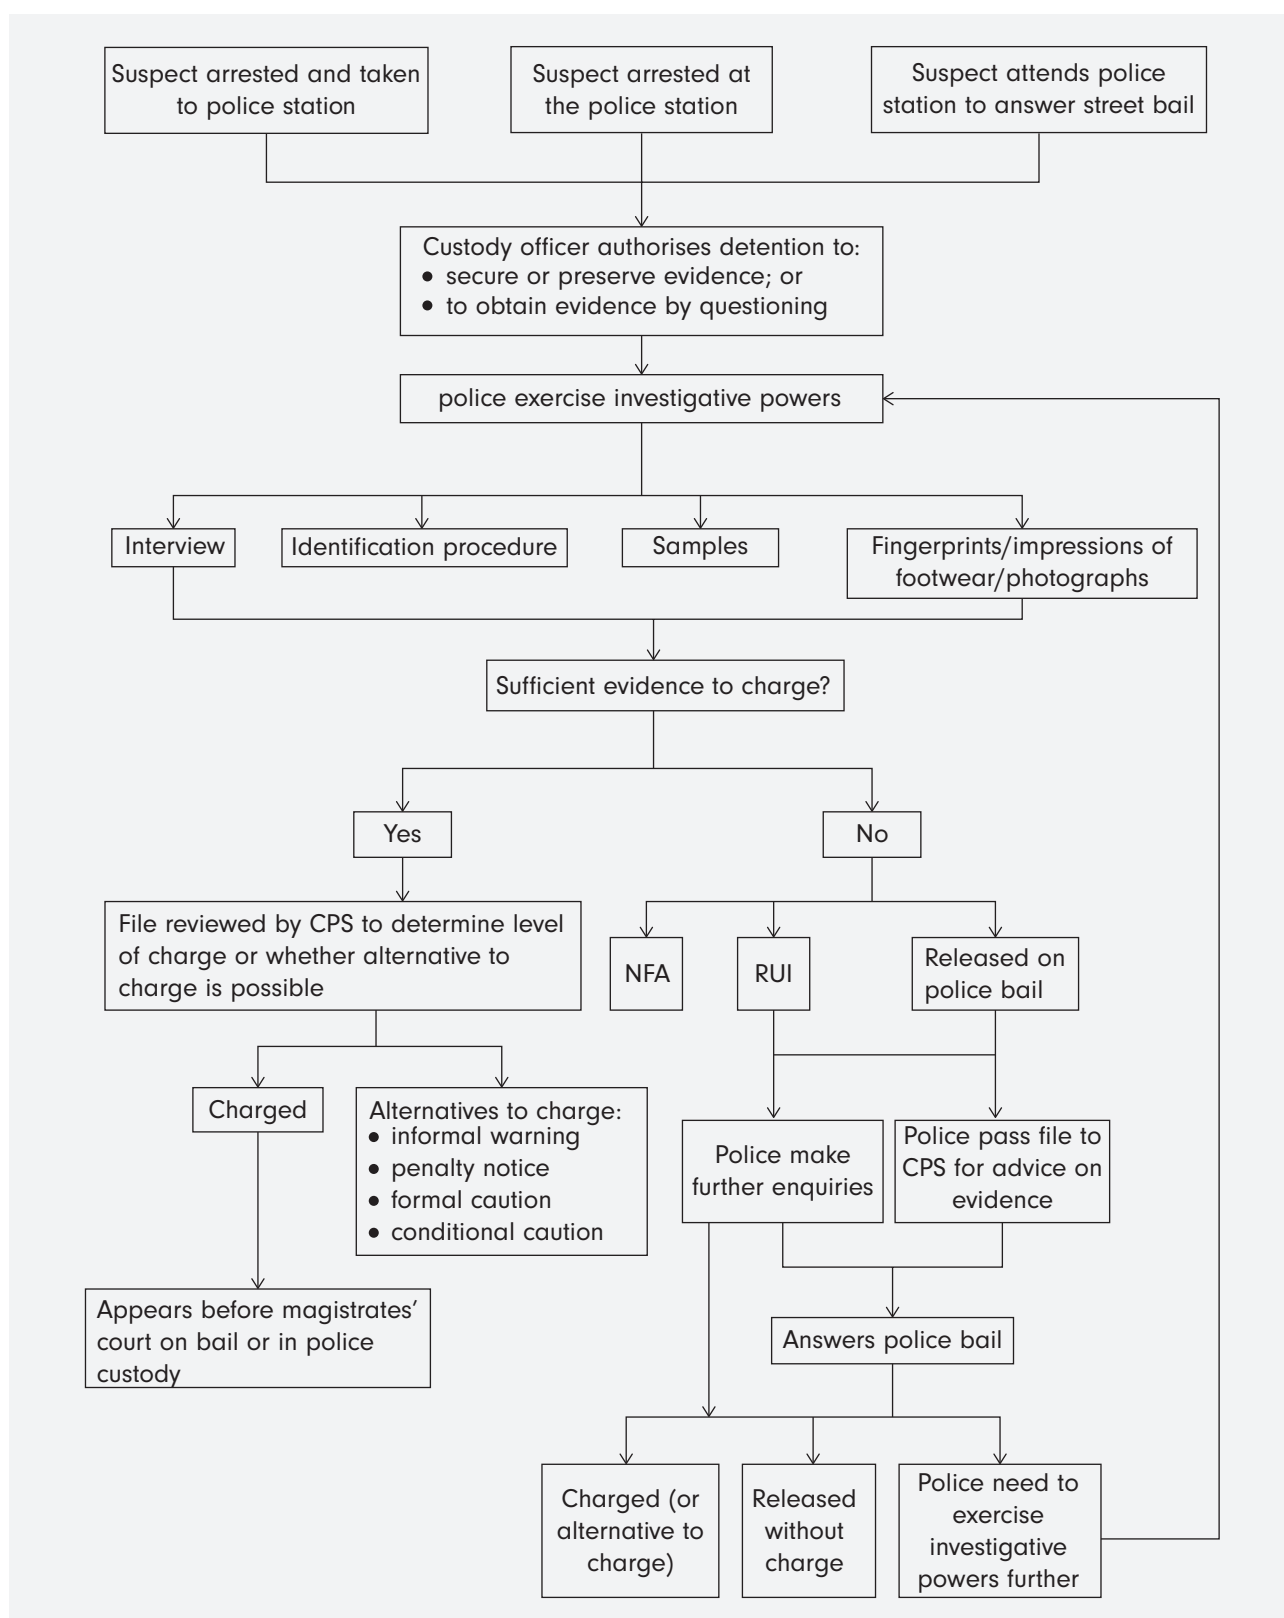 Suspect arrested and taken
to police station
Suspect arrested at
the police station
Suspect attends police
station to answer street bail
Custody officer authorises detention to:
• secure or preserve evidence; or
• to obtain evidence by questioning
police exercise investigative powers
Interview
Identification procedure
Samples
Fingerprints/impressions of
footwear/photographs
Sufficient evidence to charge?
Yes
No
File reviewed by CPS to determine level
of charge or whether alternative to
charge is possible
NFA
RUI
Released on
police bail
Charged
Alternatives to charge:
• informal warning
• penalty notice
• formal caution
• conditional caution
Police make
further enquiries
Police pass file to
CPS for advice on
evidence
Appears before magistrates’
court on bail or in police
custody
Answers police bail
Charged (or
alternative to
charge)
Released
without
charge
Police need to
exercise
investigative
powers further